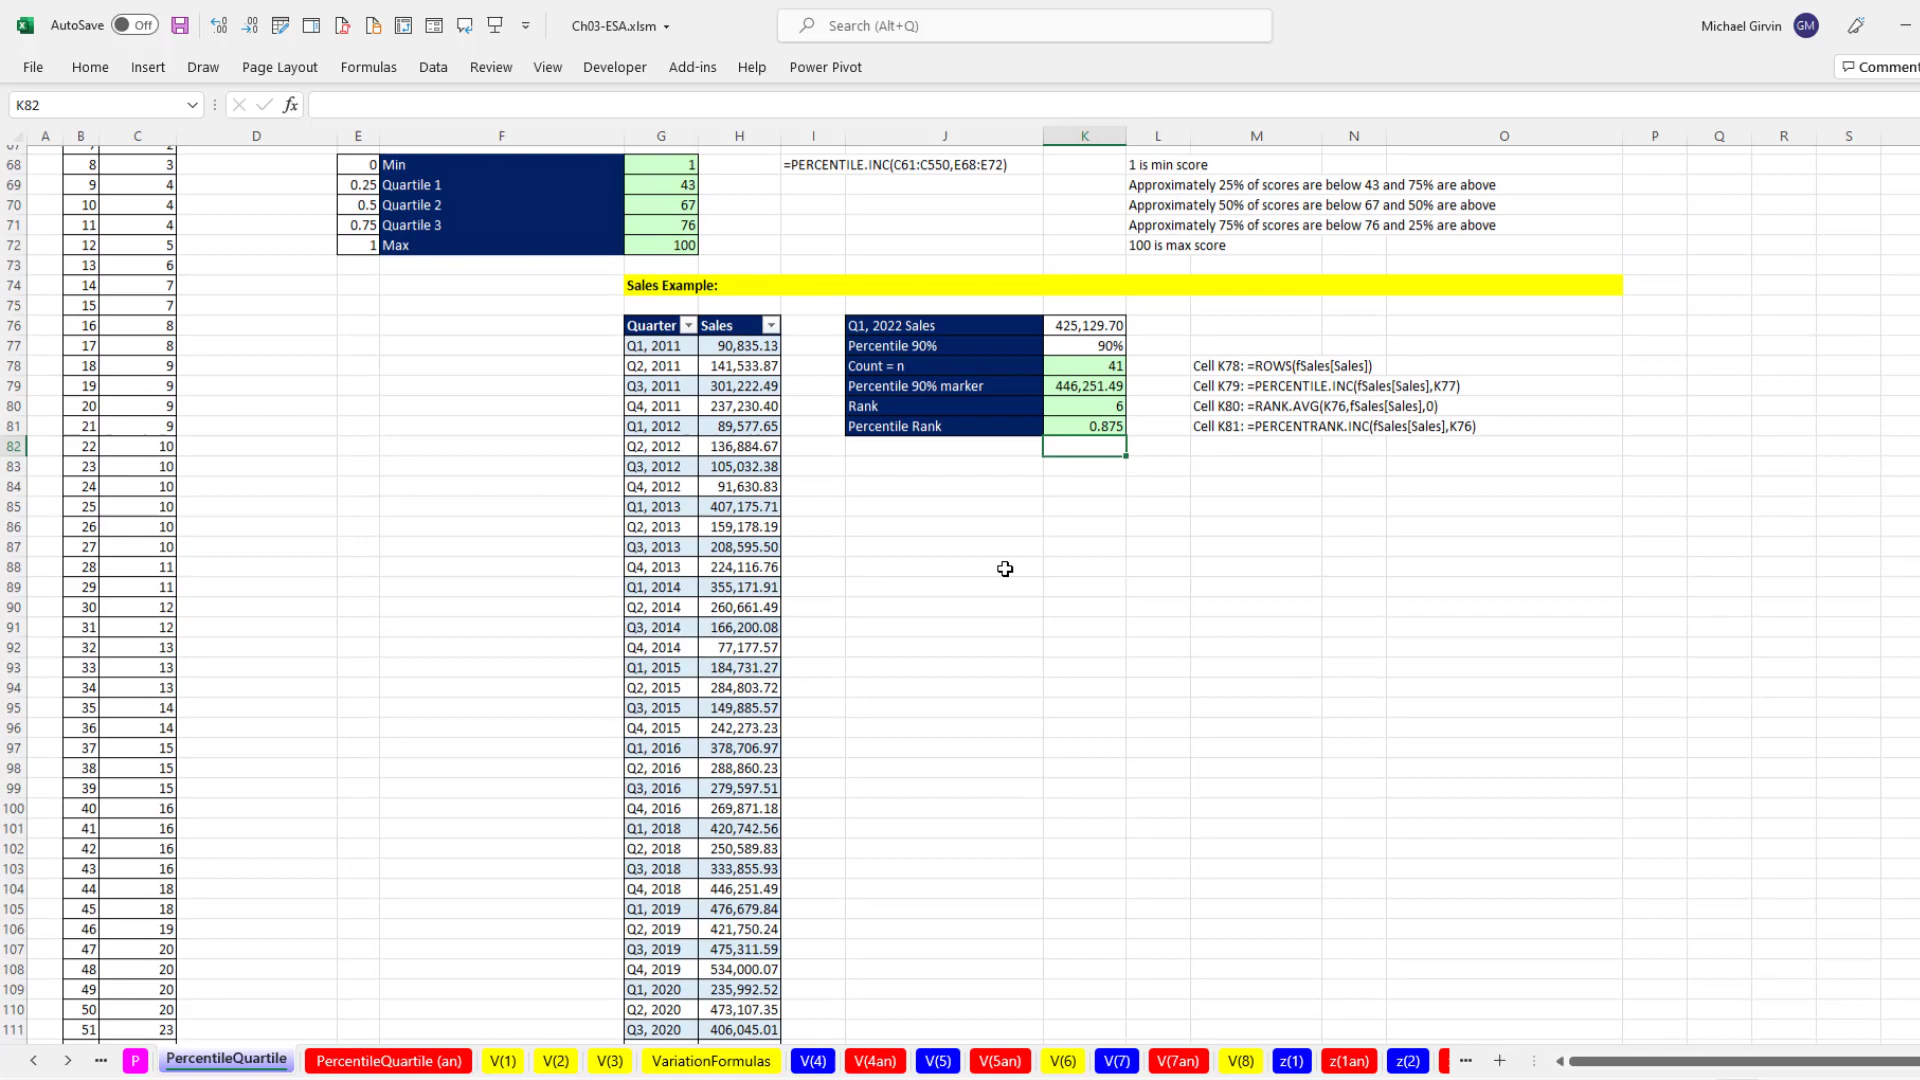 AutoSave Off Ch03-ESA.xlsm Search (Alt+Q) Michael Girvin GM
File Home Insert Draw Page Layout Formulas Data Review View Developer Add-ins Help Power Pivot Comment
K82 fx
A B C D E F G H I J K L M N O P Q R S
68 8 3 0 Min 1 =PERCENTILE.INC(C61:C550,E68:E72) 1 is min score
69 9 4 0.25 Quartile 1 43 Approximately 25% of scores are below 43 and 75% are above
70 10 4 0.5 Quartile 2 67 Approximately 50% of scores are below 67 and 50% are above
71 11 4 0.75 Quartile 3 76 Approximately 75% of scores are below 76 and 25% are above
72 12 5 1 Max 100 100 is max score
73 13 6
74 14 7 Sales Example:
75 15 7
76 16 8 Quarter Sales Q1, 2022 Sales 425,129.70
77 17 8 Q1, 2011 90,835.13 Percentile 90% 90%
78 18 9 Q2, 2011 141,533.87 Count = n 41 Cell K78: =ROWS(fSales[Sales])
79 19 9 Q3, 2011 301,222.49 Percentile 90% marker 446,251.49 Cell K79: =PERCENTILE.INC(fSales[Sales],K77)
80 20 9 Q4, 2011 237,230.40 Rank 6 Cell K80: =RANK.AVG(K76,fSales[Sales],0)
81 21 9 Q1, 2012 89,577.65 Percentile Rank 0.875 Cell K81: =PERCENTRANK.INC(fSales[Sales],K76)
82 22 10 Q2, 2012 136,884.67
83 23 10 Q3, 2012 105,032.38
84 24 10 Q4, 2012 91,630.83
85 25 10 Q1, 2013 407,175.71
86 26 10 Q2, 2013 159,178.19
87 27 10 Q3, 2013 208,595.50
88 28 11 Q4, 2013 224,116.76
89 29 11 Q1, 2014 355,171.91
90 30 12 Q2, 2014 260,661.49
91 31 12 Q3, 2014 166,200.08
92 32 13 Q4, 2014 77,177.57
93 33 13 Q1, 2015 184,731.27
94 34 13 Q2, 2015 284,803.72
95 35 14 Q3, 2015 149,885.57
96 36 14 Q4, 2015 242,273.23
97 37 15 Q1, 2016 378,706.97
98 38 15 Q2, 2016 288,860.23
99 39 15 Q3, 2016 279,597.51
100 40 16 Q4, 2016 269,871.18
101 41 16 Q1, 2018 420,742.56
102 42 16 Q2, 2018 250,589.83
103 43 16 Q3, 2018 333,855.93
104 44 18 Q4, 2018 446,251.49
105 45 18 Q1, 2019 476,679.84
106 46 19 Q2, 2019 421,750.24
107 47 20 Q3, 2019 475,311.59
108 48 20 Q4, 2019 534,000.07
109 49 20 Q1, 2020 235,992.52
110 50 20 Q2, 2020 473,107.35
111 51 23 Q3, 2020 406,045.01
P PercentileQuartile PercentileQuartile (an) V(1) V(2) V(3) VariationFormulas V(4) V(4an) V(5) V(5an) V(6) V(7) V(7an) V(8) z(1) z(1an) z(2)